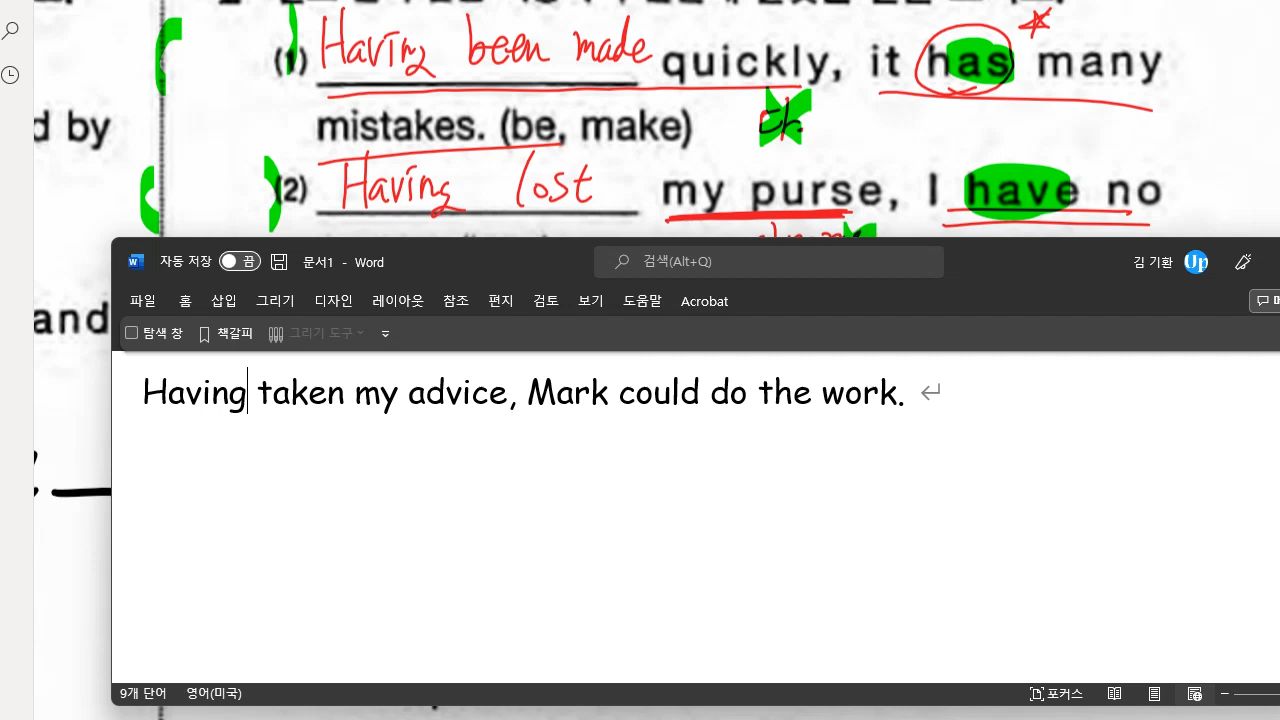 (1) Having been made quickly, it has many
d by
mistakes. (be, make)
(2) Having lost my purse, I have no
and
자동 저장 끔 문서1 - Word 검색(Alt+Q) 김 기환 Up
파일 홈 삽입 그리기 디자인 레이아웃 참조 편지 검토 보기 도움말 Acrobat
탐색 창 책갈피 그리기 도구
Having taken my advice, Mark could do the work.
9개 단어 영어(미국) 포커스